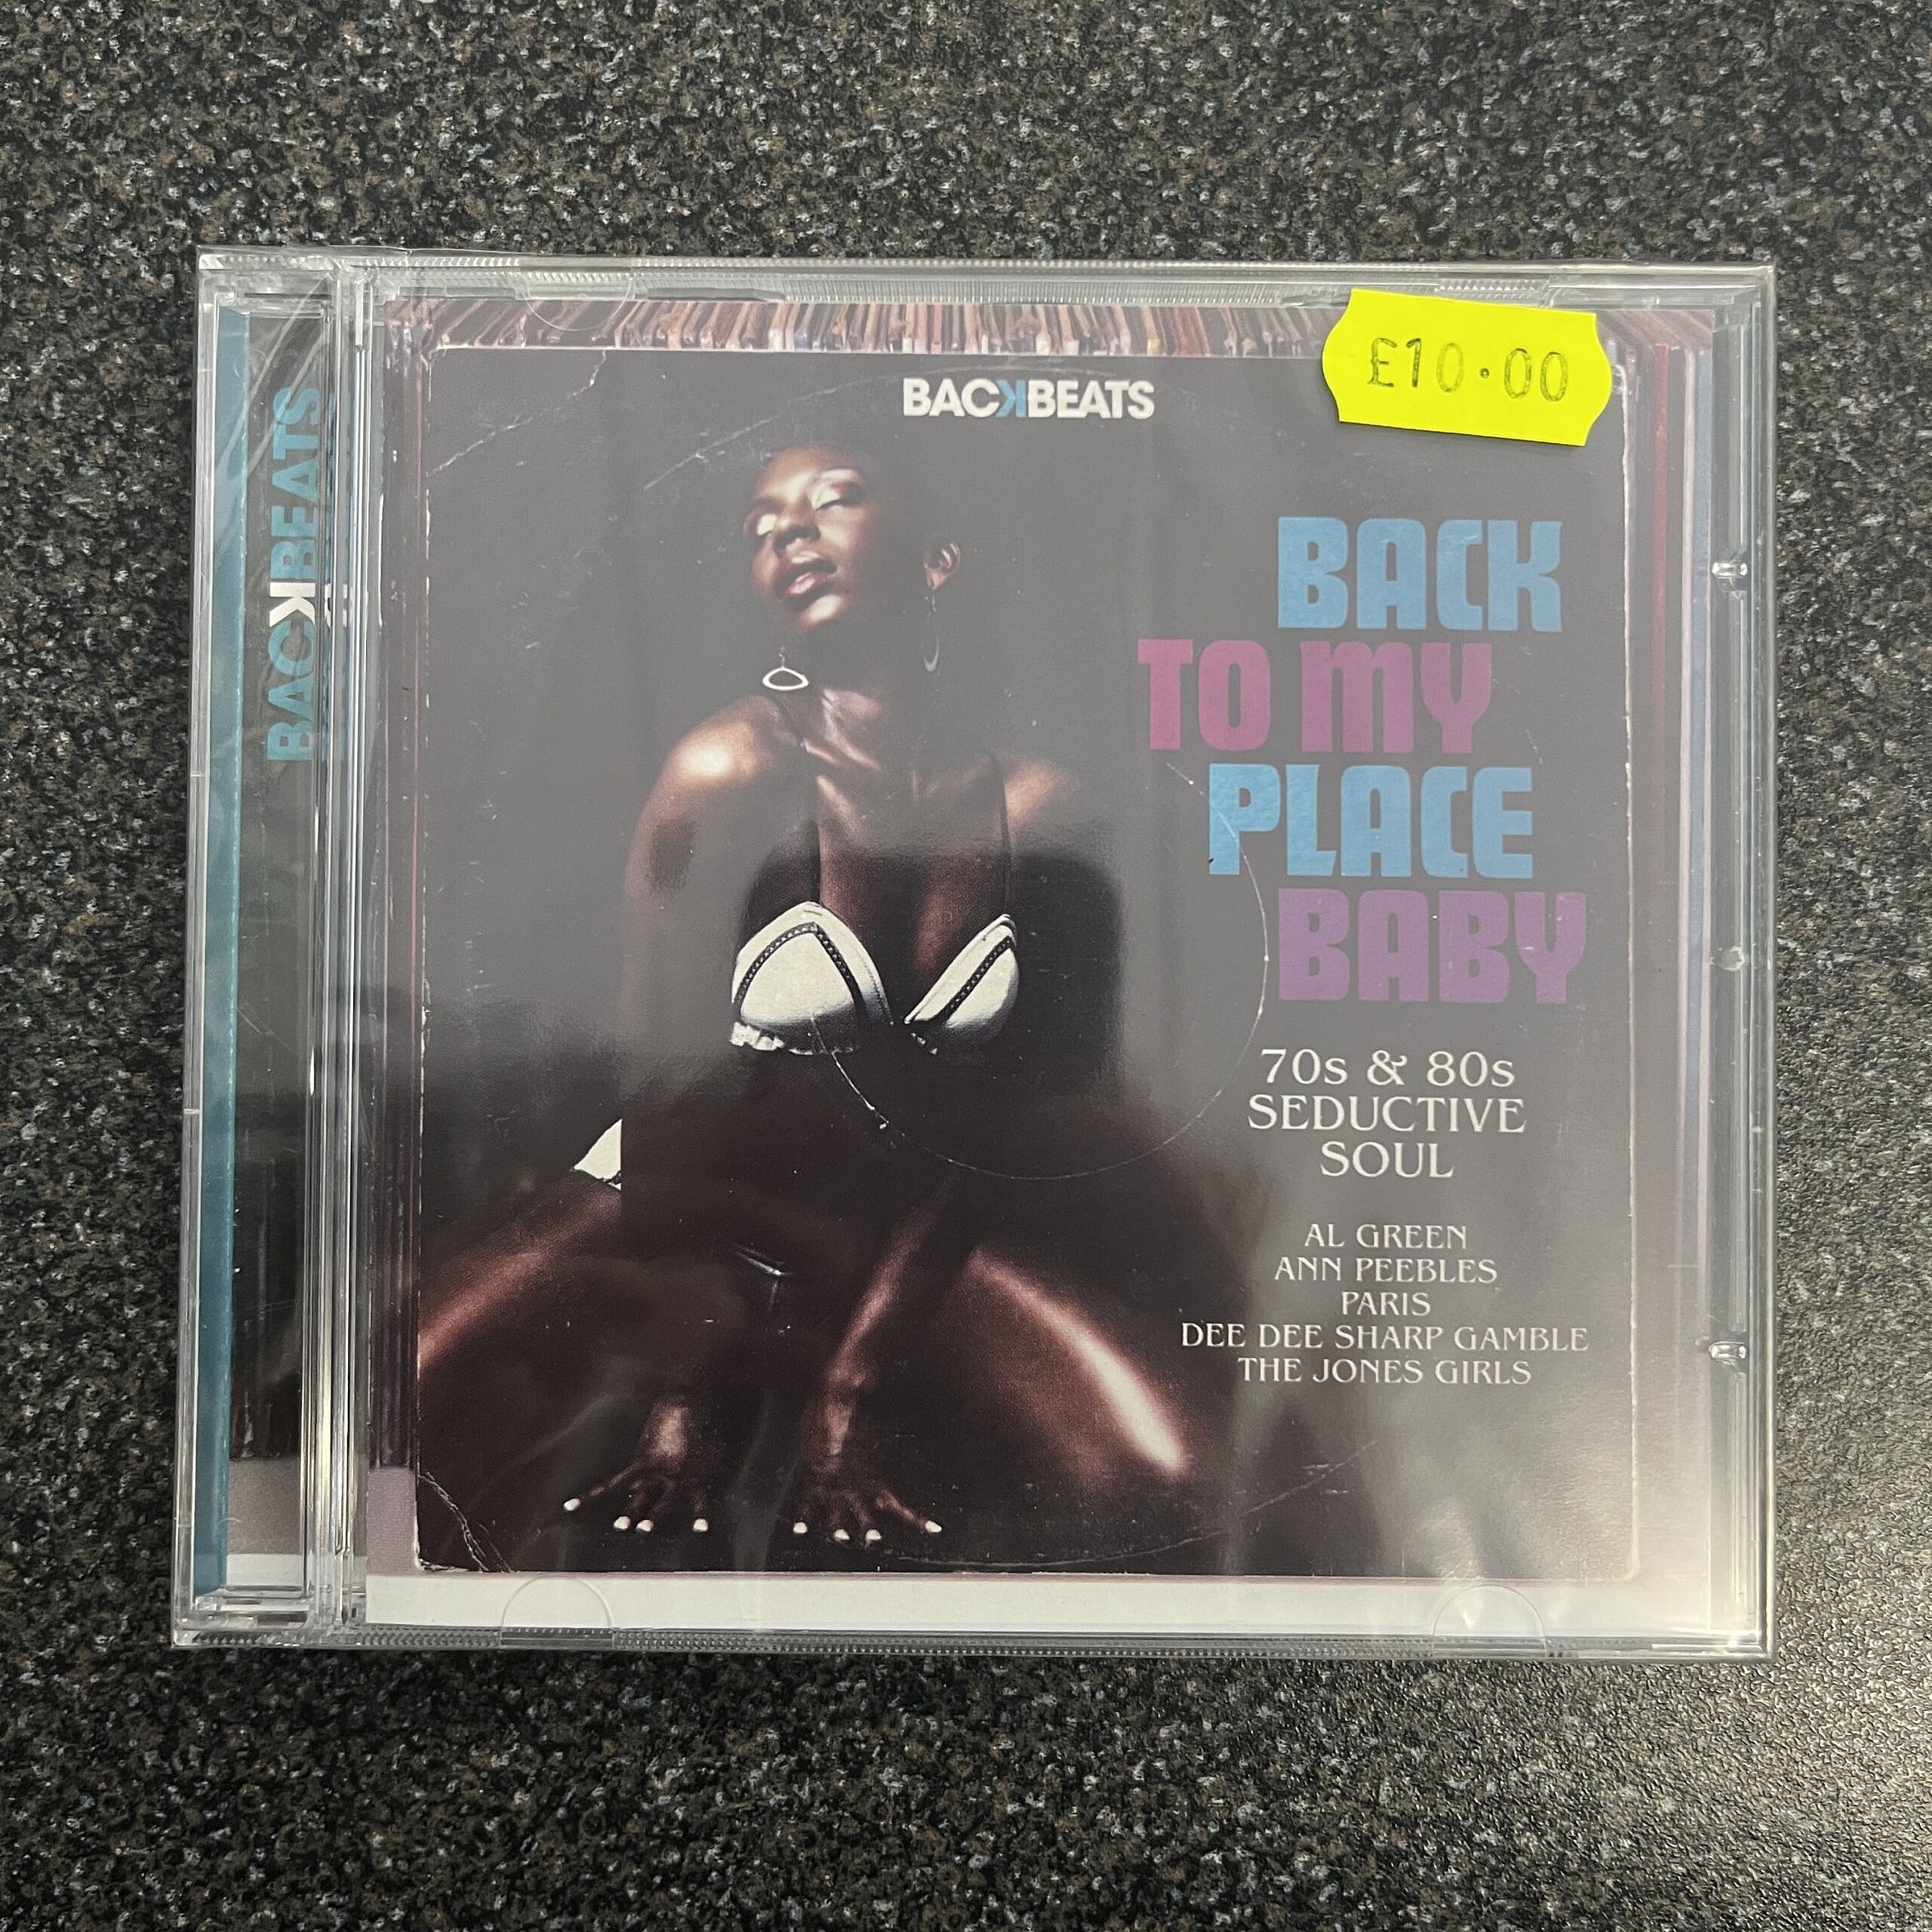 £10.00
BACKBEATS
BACKBEATS
BACK
TO MY
PLACE
BABY
70s & 80s
SEDUCTIVE
SOUL
AL GREEN
ANN PEEBLES
PARIS
DEE DEE SHARP GAMBLE
THE JONES GIRLS